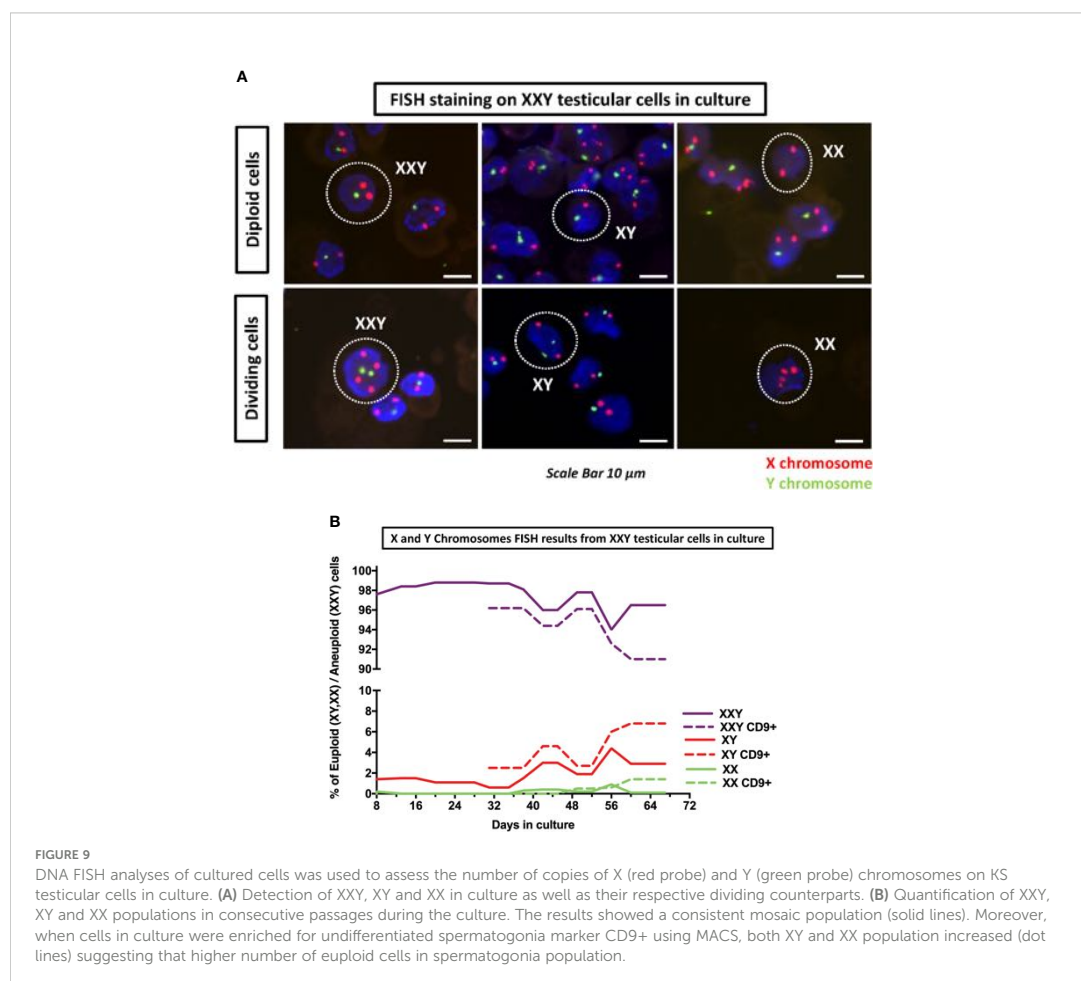 A
FISH staining on XXY testicular cells in culture
Diploid cells
XXY
XY
XX
Dividing cells
XXY
XY
XX
Scale Bar 10 μm
X chromosome
Y chromosome
B
X and Y Chromosomes FISH results from XXY testicular cells in culture
% of Euploid (XY,XX) / Aneuploid (XXY) cells
100
98
96
94
92
90
10
8
6
4
2
0
8 16 24 32 40 48 56 64 72
Days in culture
XXY
XXY CD9+
XY
XY CD9+
XX
XX CD9+
FIGURE 9
DNA FISH analyses of cultured cells was used to assess the number of copies of X (red probe) and Y (green probe) chromosomes on KS
testicular cells in culture. (A) Detection of XXY, XY and XX in culture as well as their respective dividing counterparts. (B) Quantification of XXY,
XY and XX populations in consecutive passages during the culture. The results showed a consistent mosaic population (solid lines). Moreover,
when cells in culture were enriched for undifferentiated spermatogonia marker CD9+ using MACS, both XY and XX population increased (dot
lines) suggesting that higher number of euploid cells in spermatogonia population.